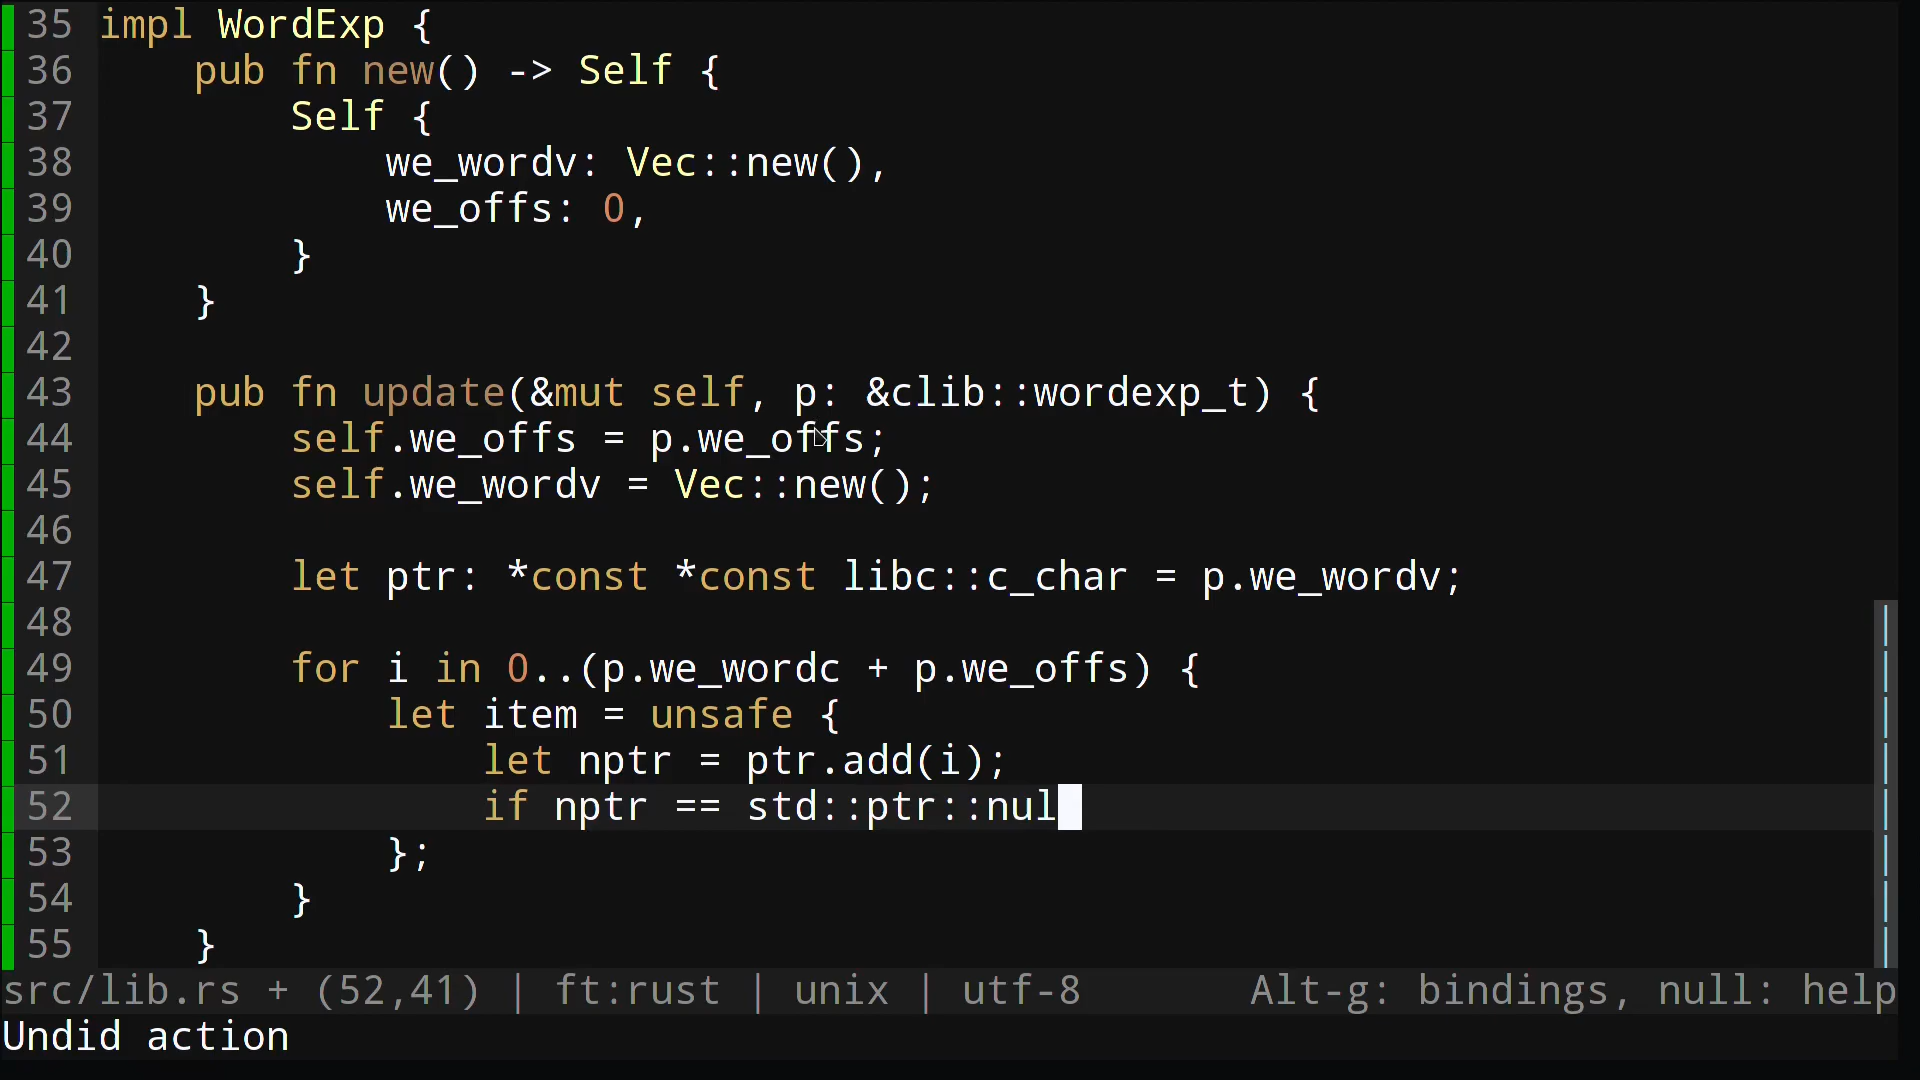 35 impl WordExp {
36     pub fn new() -> Self {
37         Self {
38             we_wordv: Vec::new(),
39             we_offs: 0,
40         }
41     }
42
43     pub fn update(&mut self, p: &clib::wordexp_t) {
44         self.we_offs = p.we_offs;
45         self.we_wordv = Vec::new();
46
47         let ptr: *const *const libc::c_char = p.we_wordv;
48
49         for i in 0..(p.we_wordc + p.we_offs) {
50             let item = unsafe {
51                 let nptr = ptr.add(i);
52                 if nptr == std::ptr::nul
53             };
54         }
55     }
src/lib.rs + (52,41) | ft:rust | unix | utf-8 Alt-g: bindings, null: help
Undid action